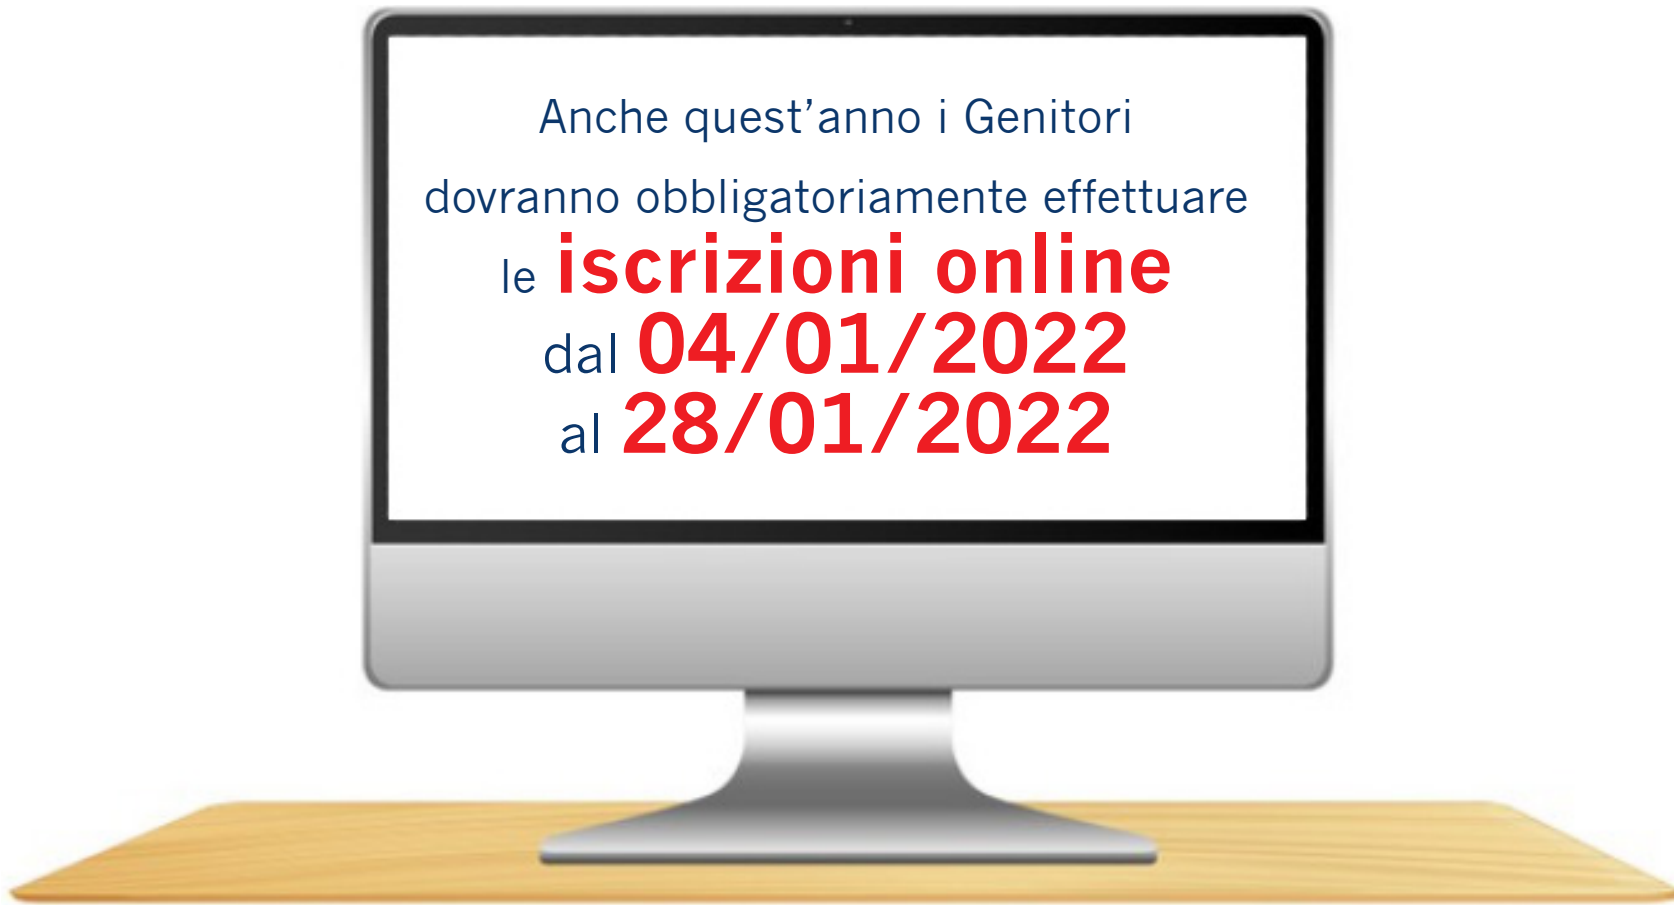 Anche quest’anno i Genitori
dovranno obbligatoriamente effettuare
le iscrizioni online
dal 04/01/2022
al 28/01/2022